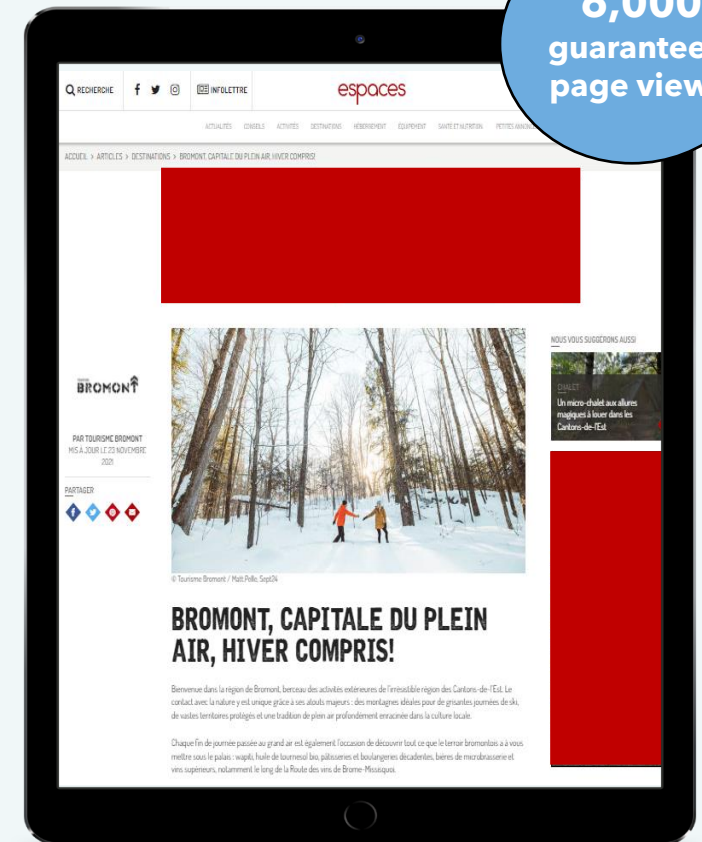 guarantee
page view
RECHERCHE
INFOLETTRE
espaces
ACTUALITÉS CONSEILS ACTIVITÉS DESTINATIONS HÉBERGEMENT ÉQUIPEMENT SANTÉ ET NUTRITION PETITES ANNONCES
ACCUEIL > ARTICLES > DESTINATIONS > BROMONT, CAPITALE DU PLEIN AIR, HIVER COMPRIS!
NOUS VOUS SUGGÉRONS AUSSI
CHALET
Un micro-chalet aux allures
magiques à louer dans les
Cantons-de-l'Est
BROMONT
PAR TOURISME BROMONT
MIS À JOUR LE 23 NOVEMBRE
2021
PARTAGER
© Tourisme Bromont / Matt Pelle, Sept24
BROMONT, CAPITALE DU PLEIN
AIR, HIVER COMPRIS!
Bienvenue dans la région de Bromont, berceau des activités extérieures de l'irrésistible région des Cantons-de-l'Est. Le
contact avec la nature y est unique grâce à ses atouts majeurs : des montagnes idéales pour de grisantes journées de ski,
de vastes territoires protégés et une tradition de plein air profondément enracinée dans la culture locale.
Chaque fin de journée passée au grand air est également l'occasion de découvrir tout ce que le terroir bromontois a à vous
mettre sous le palais : wapiti, huile de tournesol bio, pâtisseries et boulangeries décadentes, bières de microbrasserie et
vins supérieurs, notamment le long de la Route des vins de Brome-Missisquoi.